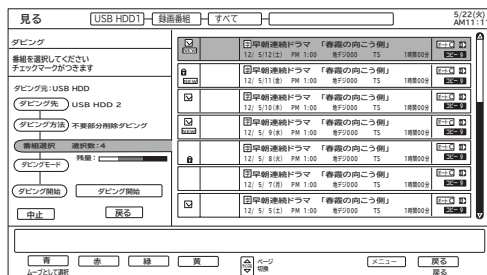 見る
USB HDD1 録画番組 すべて
5/22(火)
AM11:1
ダビング
番組を選択してください
チェックマークがつきます
ダビング元:USB HDD
ダビング先 USB HDD 2
ダビング方法 不要部分削除ダビング
番組選択 選択数:4
残量:
ダビングモード
ダビング開始 ダビング開始
中止 戻る
NEW 字早朝連続ドラマ 「春霞の向こう側」
12/ 5/12(土) PM 1:00 地デジ000 TS 1時間00分
NEW 字早朝連続ドラマ 「春霞の向こう側」
12/ 5/11(金) PM 1:00 地デジ000 TS 1時間00分
字早朝連続ドラマ 「春霞の向こう側」
12/ 5/10(木) PM 1:00 地デジ000 TS 1時間00分
NEW 字早朝連続ドラマ 「春霞の向こう側」
12/ 5/ 9(水) PM 1:00 地デジ000 TS 1時間00分
字早朝連続ドラマ 「春霞の向こう側」
12/ 5/ 8(火) PM 1:00 地デジ000 TS 1時間00分
字早朝連続ドラマ 「春霞の向こう側」
12/ 5/ 7(月) PM 1:00 地デジ000 TS 1時間00分
字早朝連続ドラマ 「春霞の向こう側」
12/ 5/ 5(土) PM 1:00 地デジ000 TS 1時間00分
青 赤 緑 黄 ページ切換 メニュー 戻る
ムーブとして選択 戻る